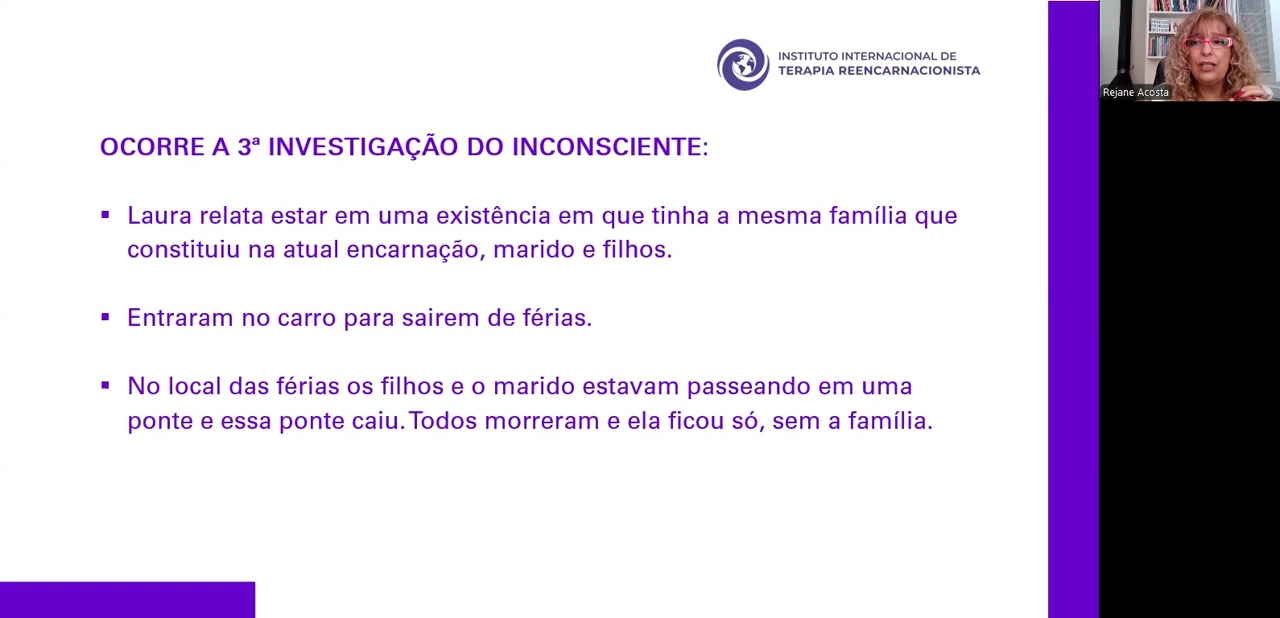 INSTITUTO INTERNACIONAL DE
TERAPIA REENCARNACIONISTA
Rejane Acosta
OCORRE A 3ª INVESTIGAÇÃO DO INCONSCIENTE:
▪ Laura relata estar em uma existência em que tinha a mesma família que
constituiu na atual encarnação, marido e filhos.
▪ Entraram no carro para sairem de férias.
▪ No local das férias os filhos e o marido estavam passeando em uma
ponte e essa ponte caiu. Todos morreram e ela ficou só, sem a família.